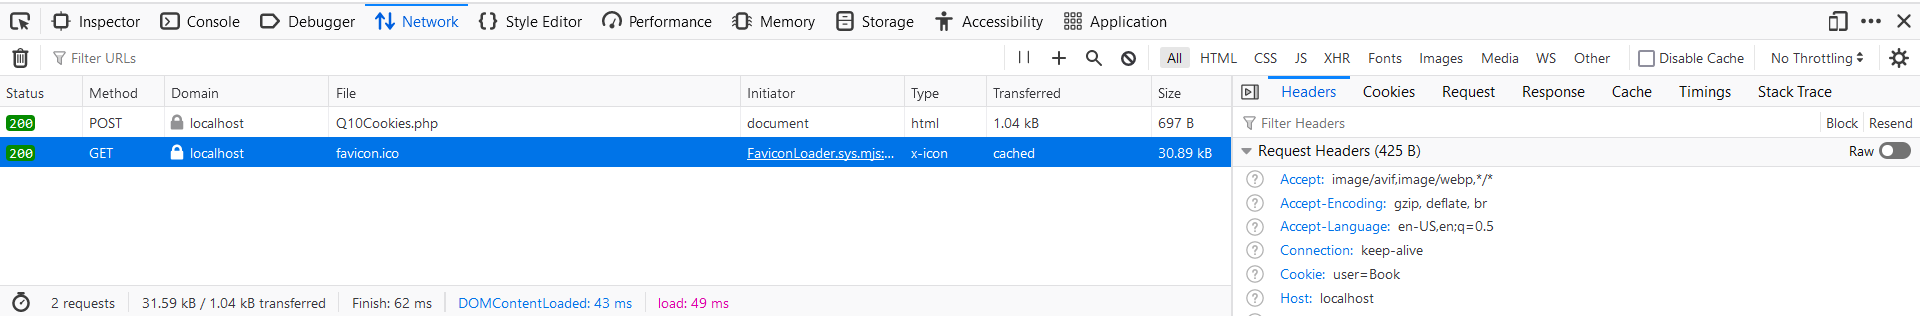 Inspector Console Debugger Network Style Editor Performance Memory Storage Accessibility Application
Filter URLs All HTML CSS JS XHR Fonts Images Media WS Other Disable Cache No Throttling
Status Method Domain File Initiator Type Transferred Size
200 POST localhost Q10Cookies.php document html 1.04 kB 697 B
200 GET localhost favicon.ico FaviconLoader.sys.mjs:... x-icon cached 30.89 kB
2 requests 31.59 kB / 1.04 kB transferred Finish: 62 ms DOMContentLoaded: 43 ms load: 49 ms
Headers Cookies Request Response Cache Timings Stack Trace
Filter Headers Block Resend
Request Headers (425 B) Raw
Accept: image/avif,image/webp,*/*
Accept-Encoding: gzip, deflate, br
Accept-Language: en-US,en;q=0.5
Connection: keep-alive
Cookie: user=Book
Host: localhost